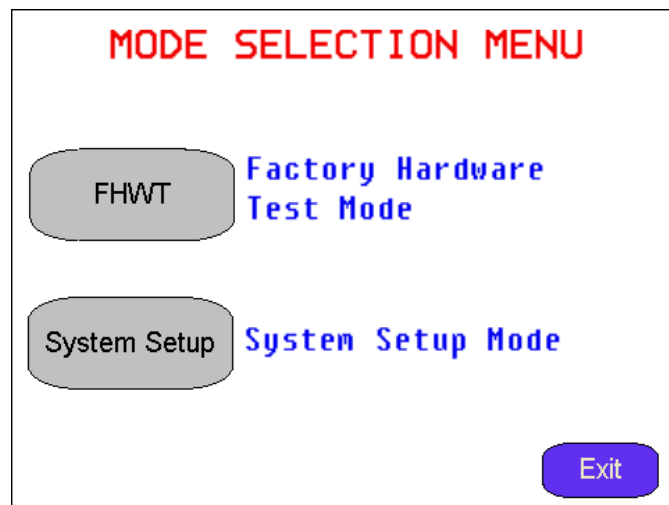 MODE SELECTION MENU
FHWT
Factory Hardware
Test Mode
System Setup
System Setup Mode
Exit